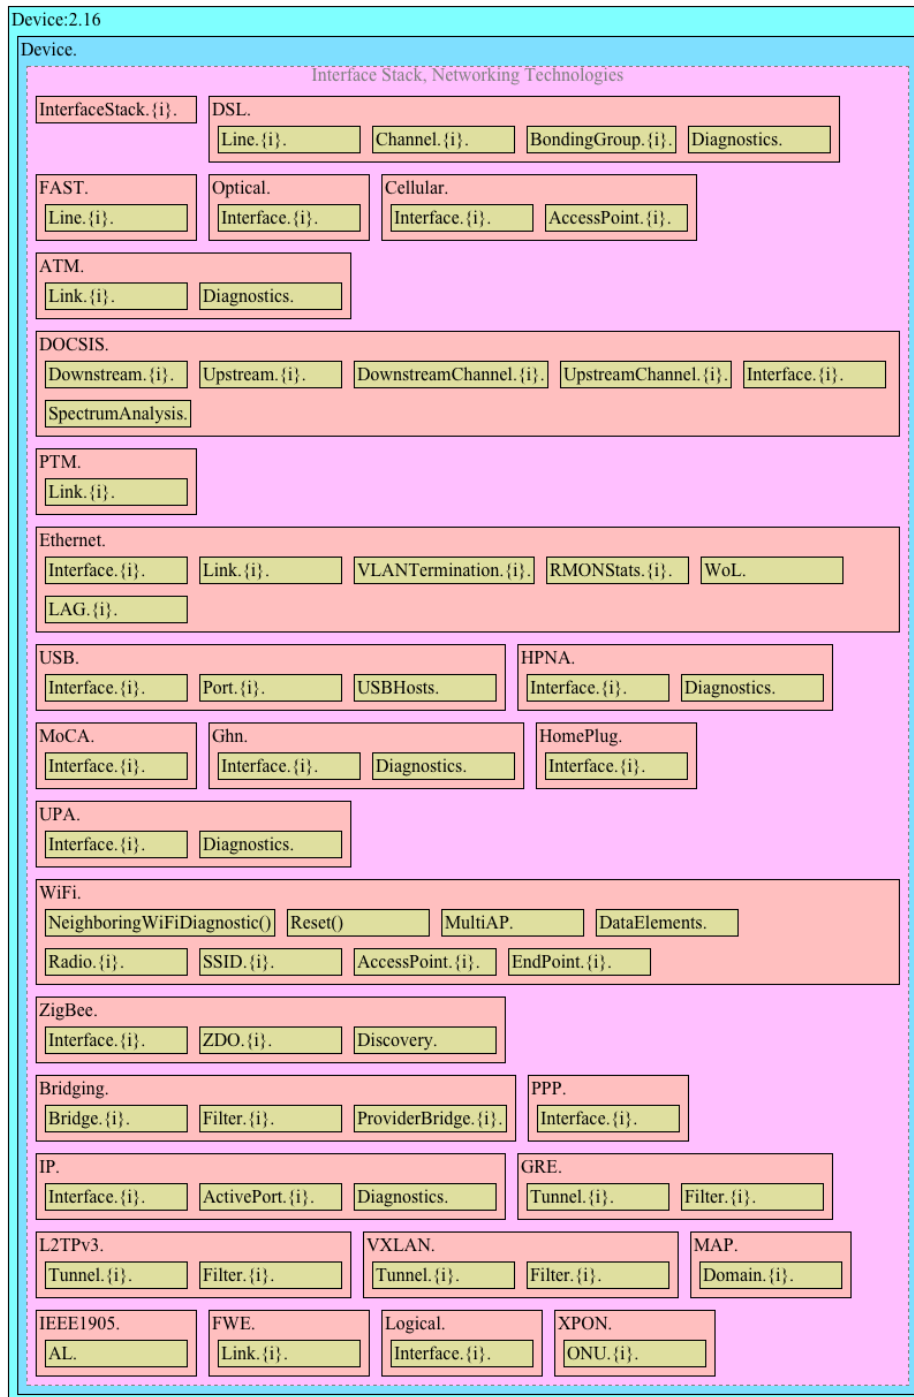 Device:2.16
Device.
Interface Stack, Networking Technologies
InterfaceStack.{i}.
DSL.
Line.{i}. Channel.{i}. BondingGroup.{i}. Diagnostics.
FAST.
Line.{i}.
Optical.
Interface.{i}.
Cellular.
Interface.{i}. AccessPoint.{i}.
ATM.
Link.{i}. Diagnostics.
DOCSIS.
Downstream.{i}. Upstream.{i}. DownstreamChannel.{i}. UpstreamChannel.{i}. Interface.{i}.
SpectrumAnalysis.
PTM.
Link.{i}.
Ethernet.
Interface.{i}. Link.{i}. VLANTermination.{i}. RMONStats.{i}. WoL.
LAG.{i}.
USB.
Interface.{i}. Port.{i}. USBHosts.
HPNA.
Interface.{i}. Diagnostics.
MoCA.
Interface.{i}.
Ghn.
Interface.{i}. Diagnostics.
HomePlug.
Interface.{i}.
UPA.
Interface.{i}. Diagnostics.
WiFi.
NeighboringWiFiDiagnostic() Reset() MultiAP. DataElements.
Radio.{i}. SSID.{i}. AccessPoint.{i}. EndPoint.{i}.
ZigBee.
Interface.{i}. ZDO.{i}. Discovery.
Bridging.
Bridge.{i}. Filter.{i}. ProviderBridge.{i}.
PPP.
Interface.{i}.
IP.
Interface.{i}. ActivePort.{i}. Diagnostics.
GRE.
Tunnel.{i}. Filter.{i}.
L2TPv3.
Tunnel.{i}. Filter.{i}.
VXLAN.
Tunnel.{i}. Filter.{i}.
MAP.
Domain.{i}.
IEEE1905.
AL.
FWE.
Link.{i}.
Logical.
Interface.{i}.
XPON.
ONU.{i}.